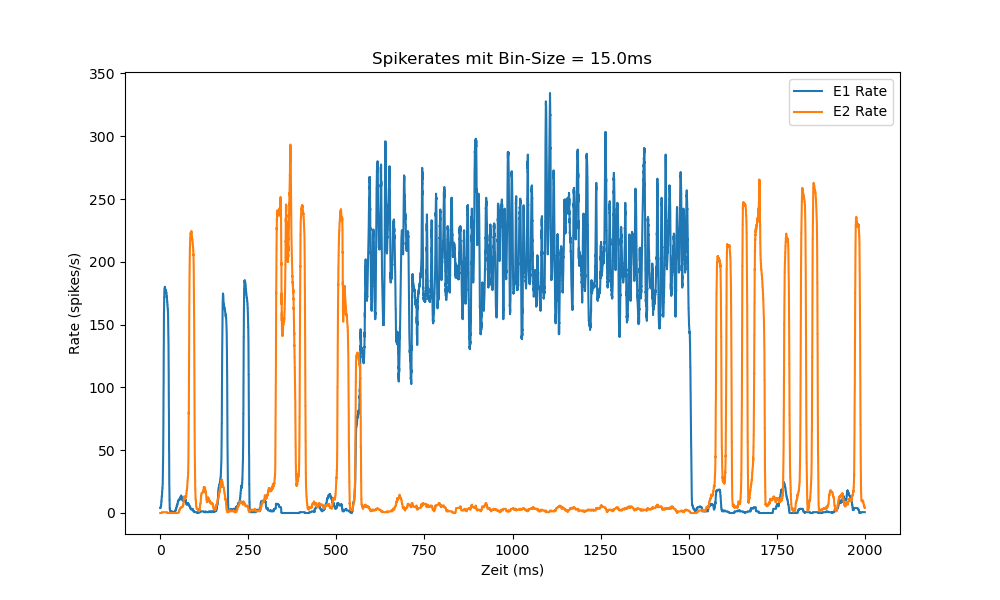 Spikerates mit Bin-Size = 15.0ms
E1 Rate
E2 Rate
350
300
250
200
150
100
50
0
Rate (spikes/s)
0 250 500 750 1000 1250 1500 1750 2000
Zeit (ms)